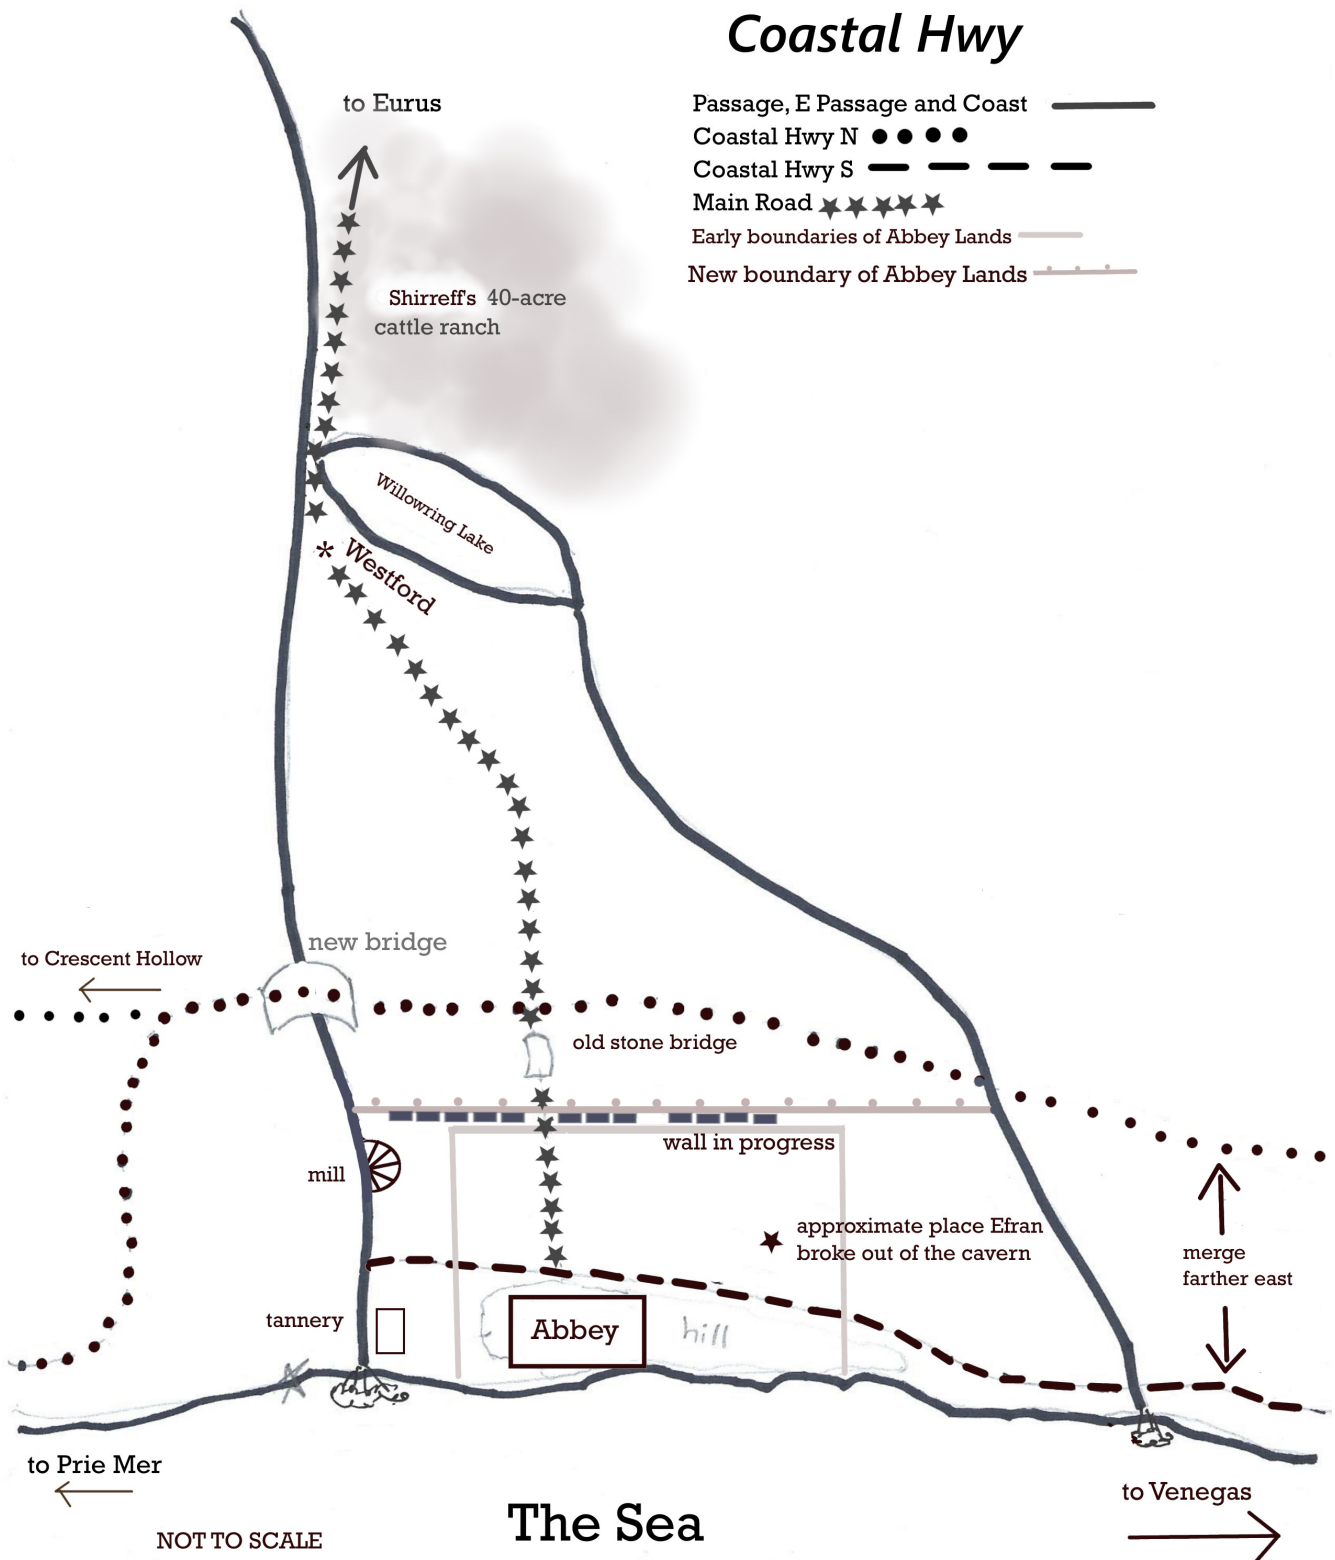 Coastal Hwy
Passage, E Passage and Coast
Coastal Hwy N
Coastal Hwy S
Main Road
Early boundaries of Abbey Lands
New boundary of Abbey Lands
to Eurus
Shirreff's 40-acre
cattle ranch
Willowring Lake
* Westford
new bridge
to Crescent Hollow
old stone bridge
wall in progress
mill
approximate place Efran
broke out of the cavern
merge
farther east
tannery
Abbey
hill
to Prie Mer
to Venegas
The Sea
NOT TO SCALE